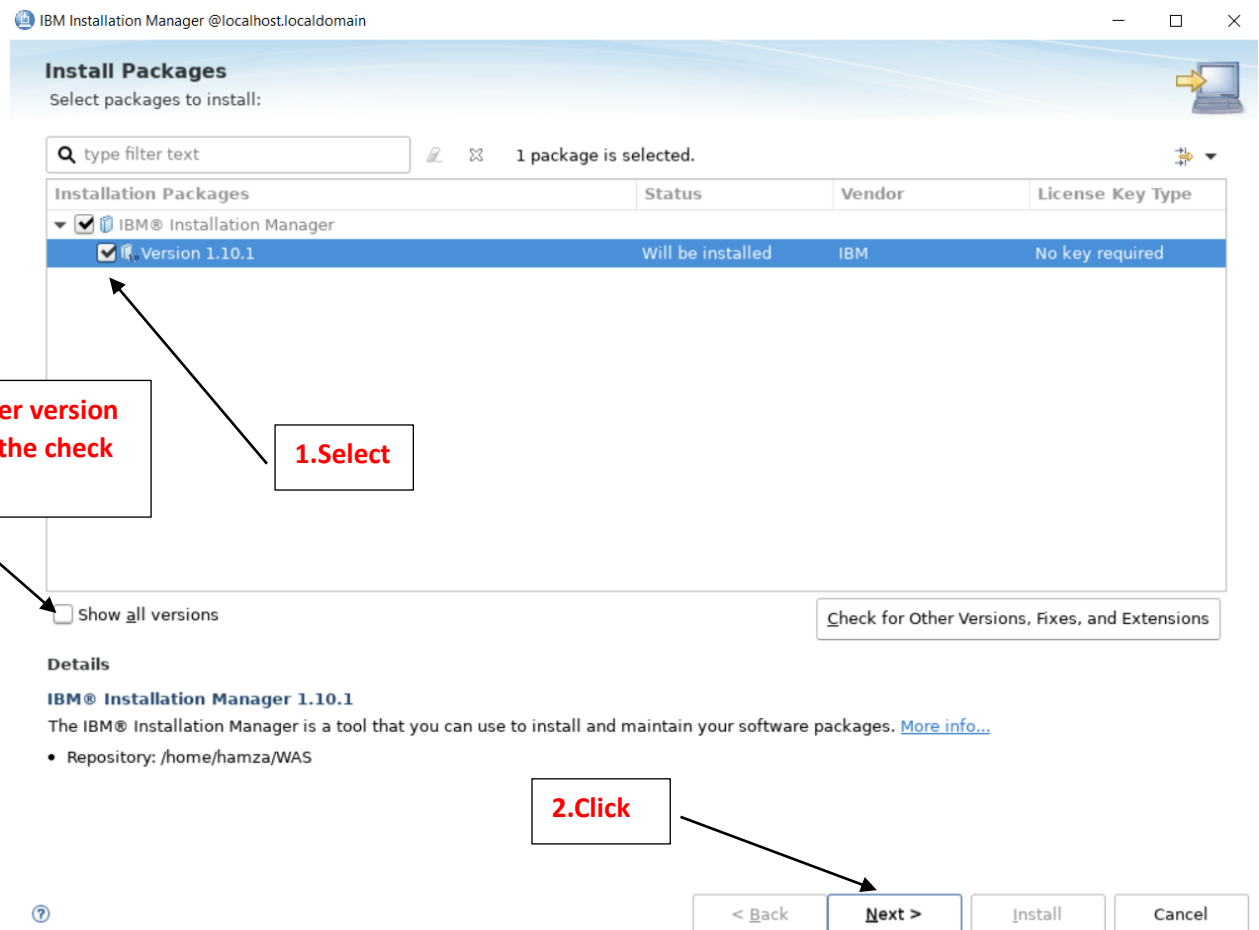 IBM Installation Manager @localhost.localdomain
Install Packages
Select packages to install:
type filter text
1 package is selected.
Installation Packages Status Vendor License Key Type
IBM® Installation Manager
Version 1.10.1 Will be installed IBM No key required
version
the check
1.Select
Show all versions
Check for Other Versions, Fixes, and Extensions
Details
IBM® Installation Manager 1.10.1
The IBM® Installation Manager is a tool that you can use to install and maintain your software packages. More info...
• Repository: /home/hamza/WAS
2.Click
< Back Next > Install Cancel